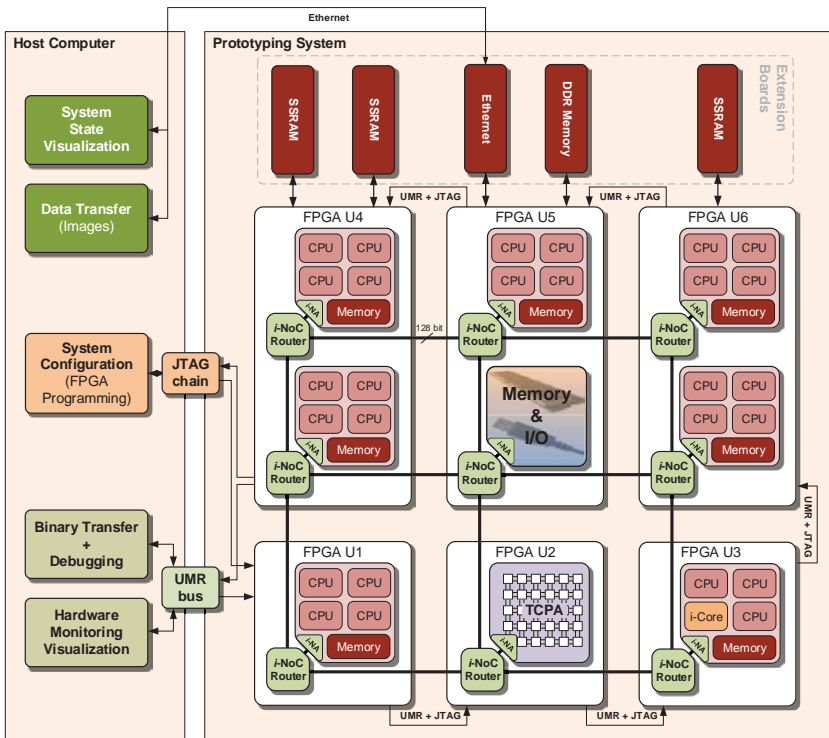 Ethernet
Host Computer
Prototyping System
Extension
Boards
SSRAM
SSRAM
Ethernet
DDR Memory
SSRAM
System
State
Visualization
Data Transfer
(Images)
System
Configuration
(FPGA
Programming)
JTAG
chain
Binary Transfer
+
Debugging
UMR
bus
Hardware
Monitoring
Visualization
UMR + JTAG
UMR + JTAG
FPGA U4
CPU
CPU
CPU
CPU
i-NA
Memory
i-NoC
Router
CPU
CPU
CPU
CPU
i-NA
Memory
i-NoC
Router
128 bit
FPGA U5
CPU
CPU
CPU
CPU
i-NA
Memory
i-NoC
Router
Memory
&
I/O
i-NA
i-NoC
Router
FPGA U6
CPU
CPU
CPU
CPU
i-NA
Memory
i-NoC
Router
CPU
CPU
CPU
CPU
i-NA
Memory
i-NoC
Router
UMR + JTAG
FPGA U1
CPU
CPU
CPU
CPU
i-NA
Memory
i-NoC
Router
FPGA U2
TCPA
i-NA
i-NoC
Router
FPGA U3
CPU
CPU
i-Core
CPU
i-NA
Memory
i-NoC
Router
UMR + JTAG
UMR + JTAG